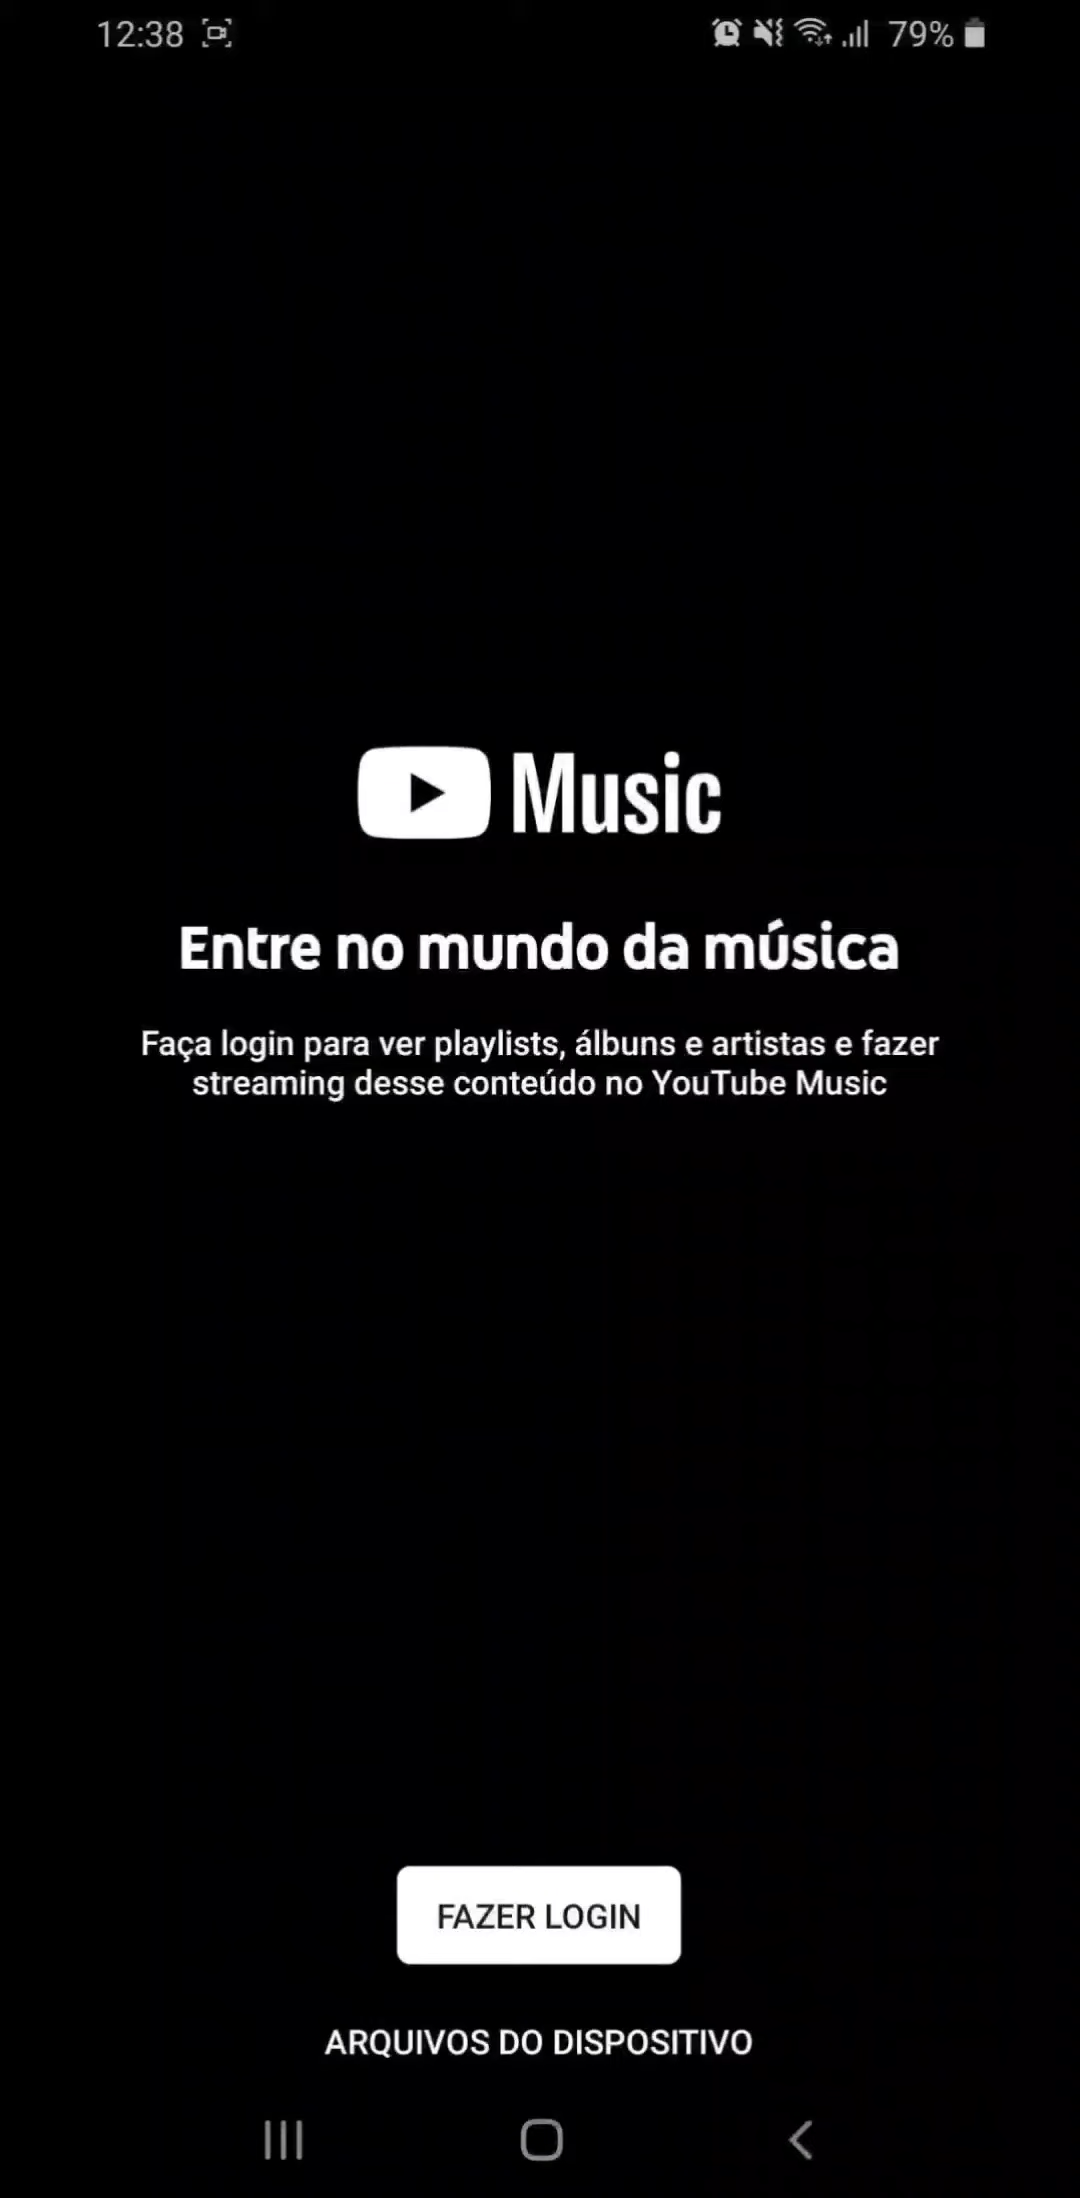 12:38
79%
Music
Entre no mundo da música
Faça login para ver playlists, álbuns e artistas e fazer
streaming desse conteúdo no YouTube Music
FAZER LOGIN
ARQUIVOS DO DISPOSITIVO